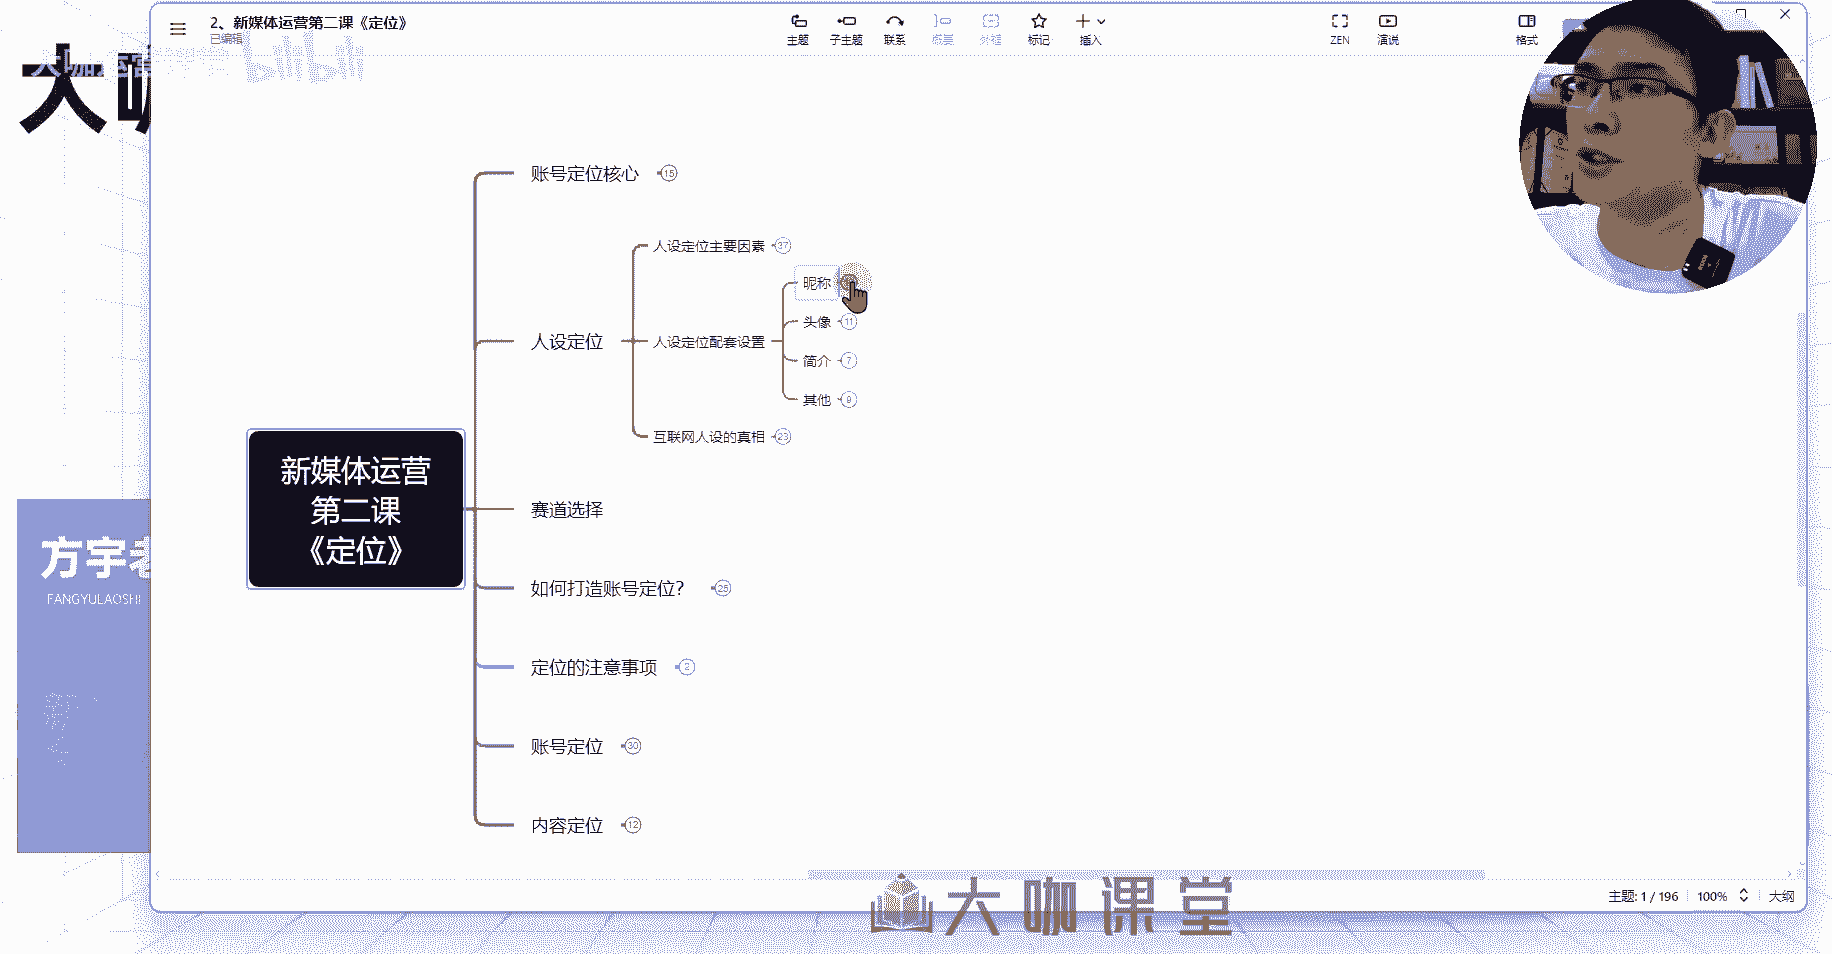 2、新媒体运营第二课《定位》
已编辑
主题
子主题
联系
概要
外框
标记
插入
ZEN
演说
格式
大咖运营
bilibili
大咖
账号定位核心 15
人设定位主要因素 37
昵称
头像 11
人设定位
人设定位配套设置
简介 7
其他 9
互联网人设的真相 23
新媒体运营
第二课
《定位》
赛道选择
如何打造账号定位？ 25
方宇老
FANGYULAOSHI
定位的注意事项 2
账号定位 30
内容定位 12
主题: 1 / 196
100%
大纲
大咖课堂